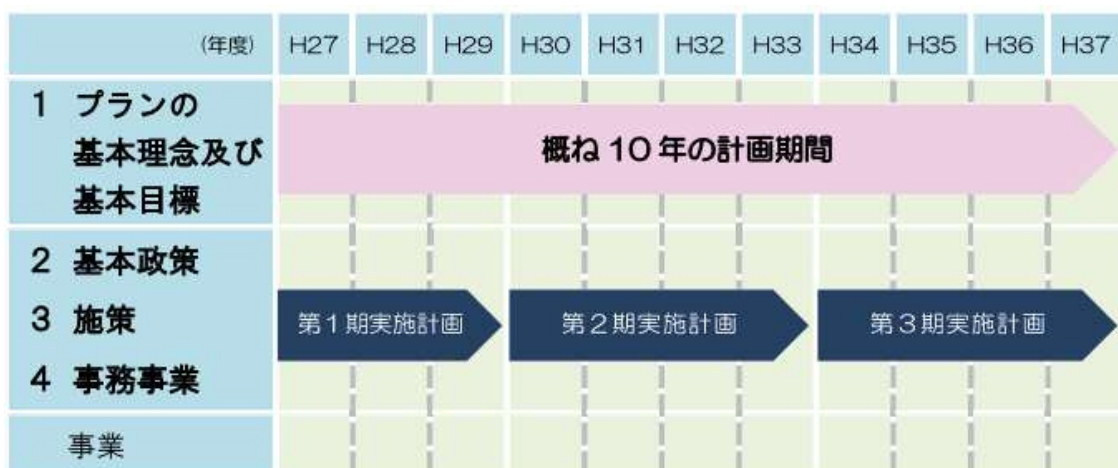 (年度) H27 H28 H29 H30 H31 H32 H33 H34 H35 H36 H37
1 プランの
基本理念及び
基本目標
概ね10年の計画期間
2 基本政策
3 施策
4 事務事業
第1期実施計画 第2期実施計画 第3期実施計画
事業